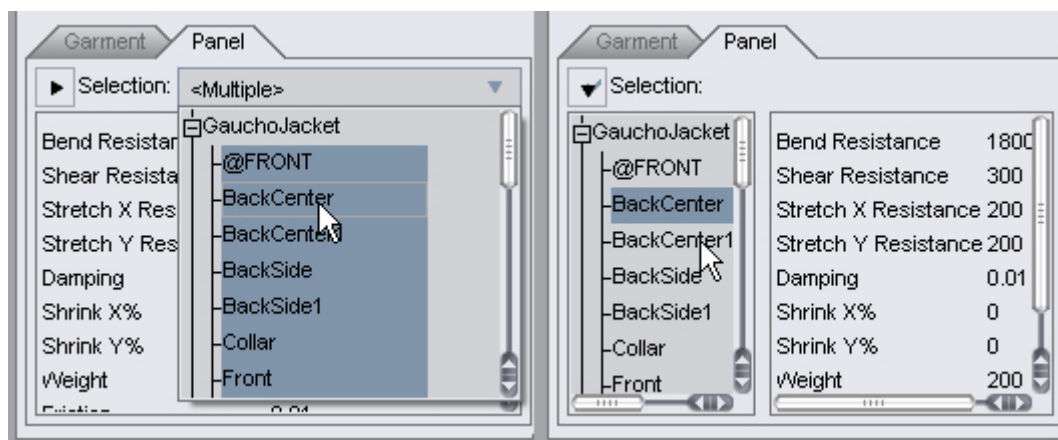 Garment Panel
Selection: <Multiple>
GauchoJacket
@FRONT
BackCenter
BackCenter1
BackSide
BackSide1
Collar
Front
Bend Resistan
Shear Resista
Stretch X Res
Stretch Y Res
Damping
Shrink X%
Shrink Y%
Weight
Garment Panel
Selection:
GauchoJacket
@FRONT
BackCenter
BackCenter1
BackSide
BackSide1
Collar
Front
Bend Resistance 1800
Shear Resistance 300
Stretch X Resistance 200
Stretch Y Resistance 200
Damping 0.01
Shrink X% 0
Shrink Y% 0
Weight 200